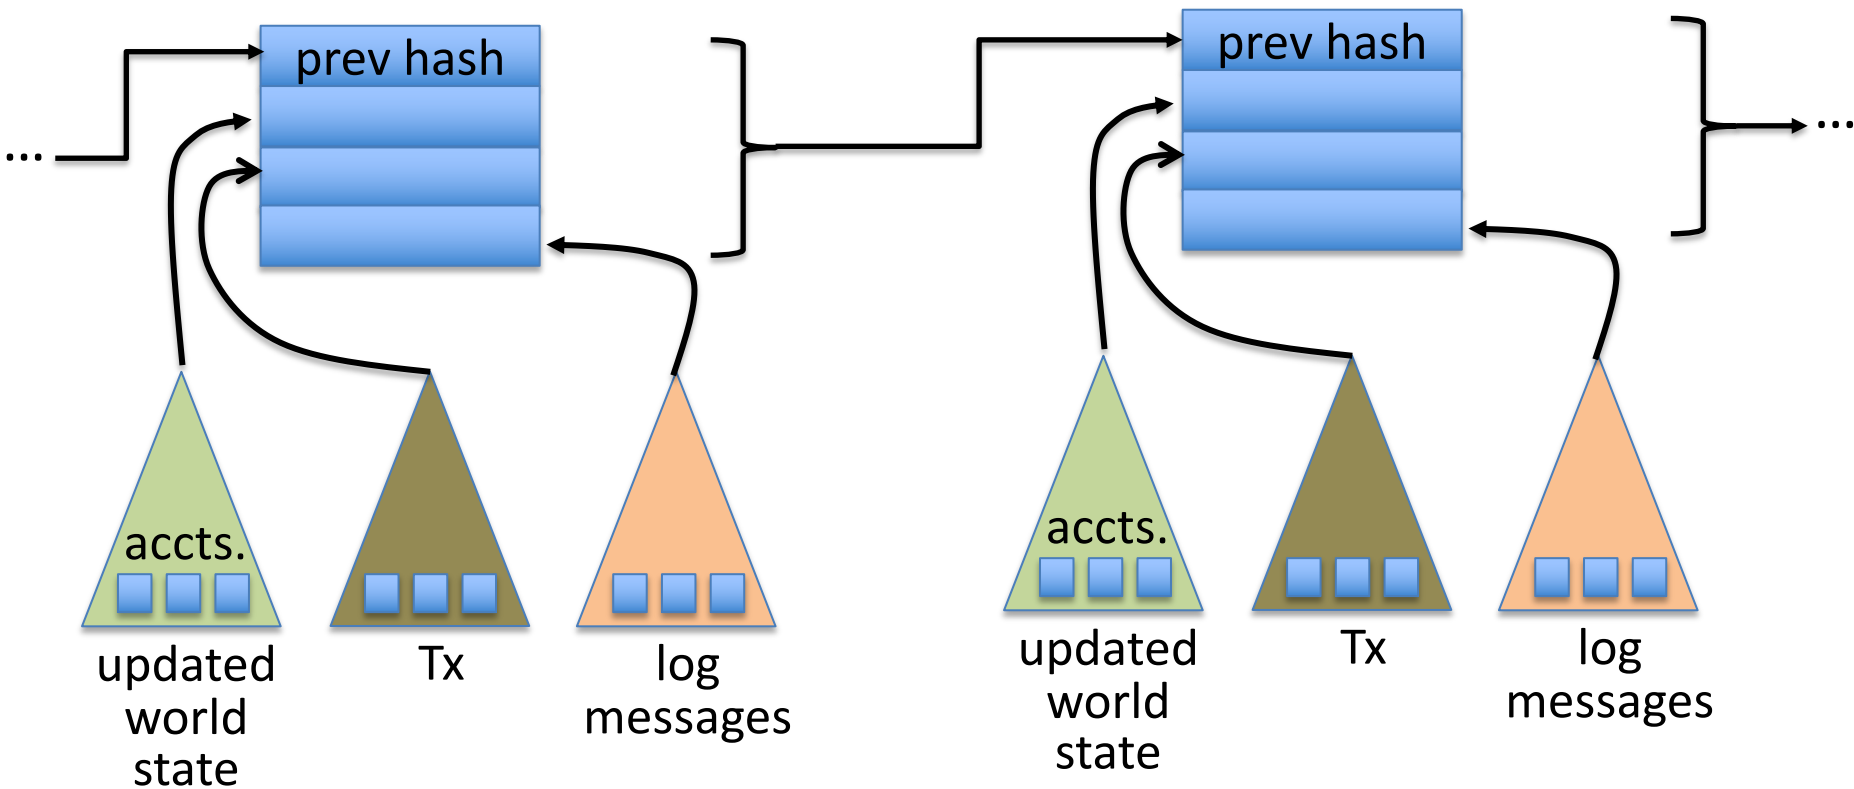 prev hash
prev hash
...
...
accts.
accts.
updated
world
state
Tx
log
messages
updated
world
state
Tx
log
messages